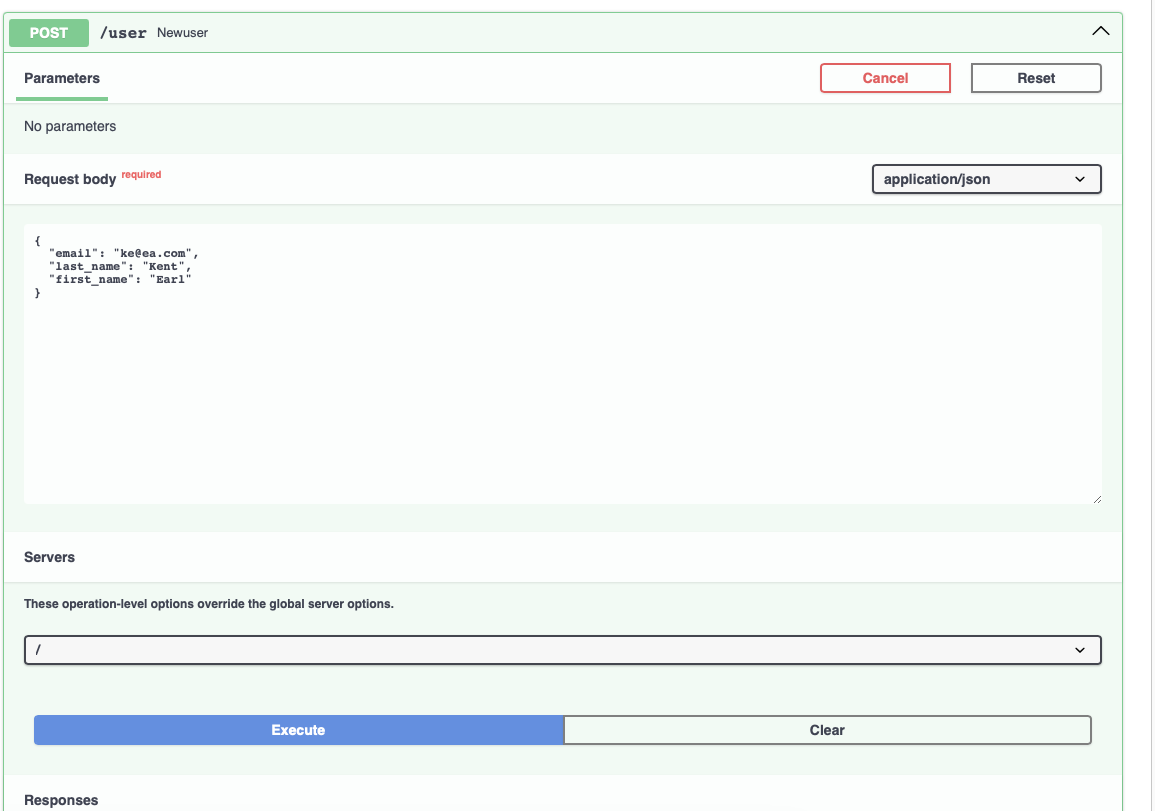 POST /user Newuser
Parameters Cancel Reset
No parameters
Request body required application/json
{
  "email": "ke@ea.com",
  "last_name": "Kent",
  "first_name": "Earl"
}
Servers
These operation-level options override the global server options.
/
Execute Clear
Responses